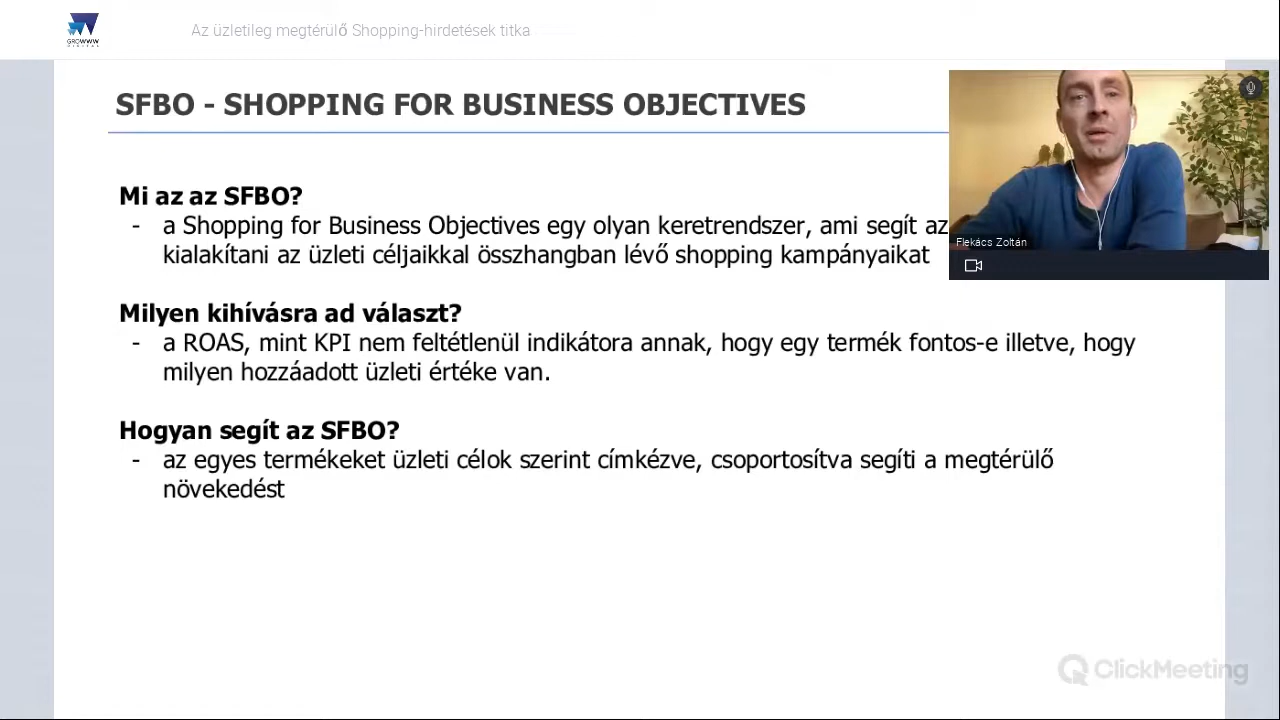 GROWWW
DIGITAL
Az üzletileg megtérülő Shopping-hirdetések titka
SFBO - SHOPPING FOR BUSINESS OBJECTIVES
Mi az az SFBO?
- a Shopping for Business Objectives egy olyan keretrendszer, ami segít az
kialakítani az üzleti céljaikkal összhangban lévő shopping kampányaikat
Flekács Zoltán
Milyen kihívásra ad választ?
- a ROAS, mint KPI nem feltétlenül indikátora annak, hogy egy termék fontos-e illetve, hogy
milyen hozzáadott üzleti értéke van.
Hogyan segít az SFBO?
- az egyes termékeket üzleti célok szerint címkézve, csoportosítva segíti a megtérülő
növekedést
ClickMeeting